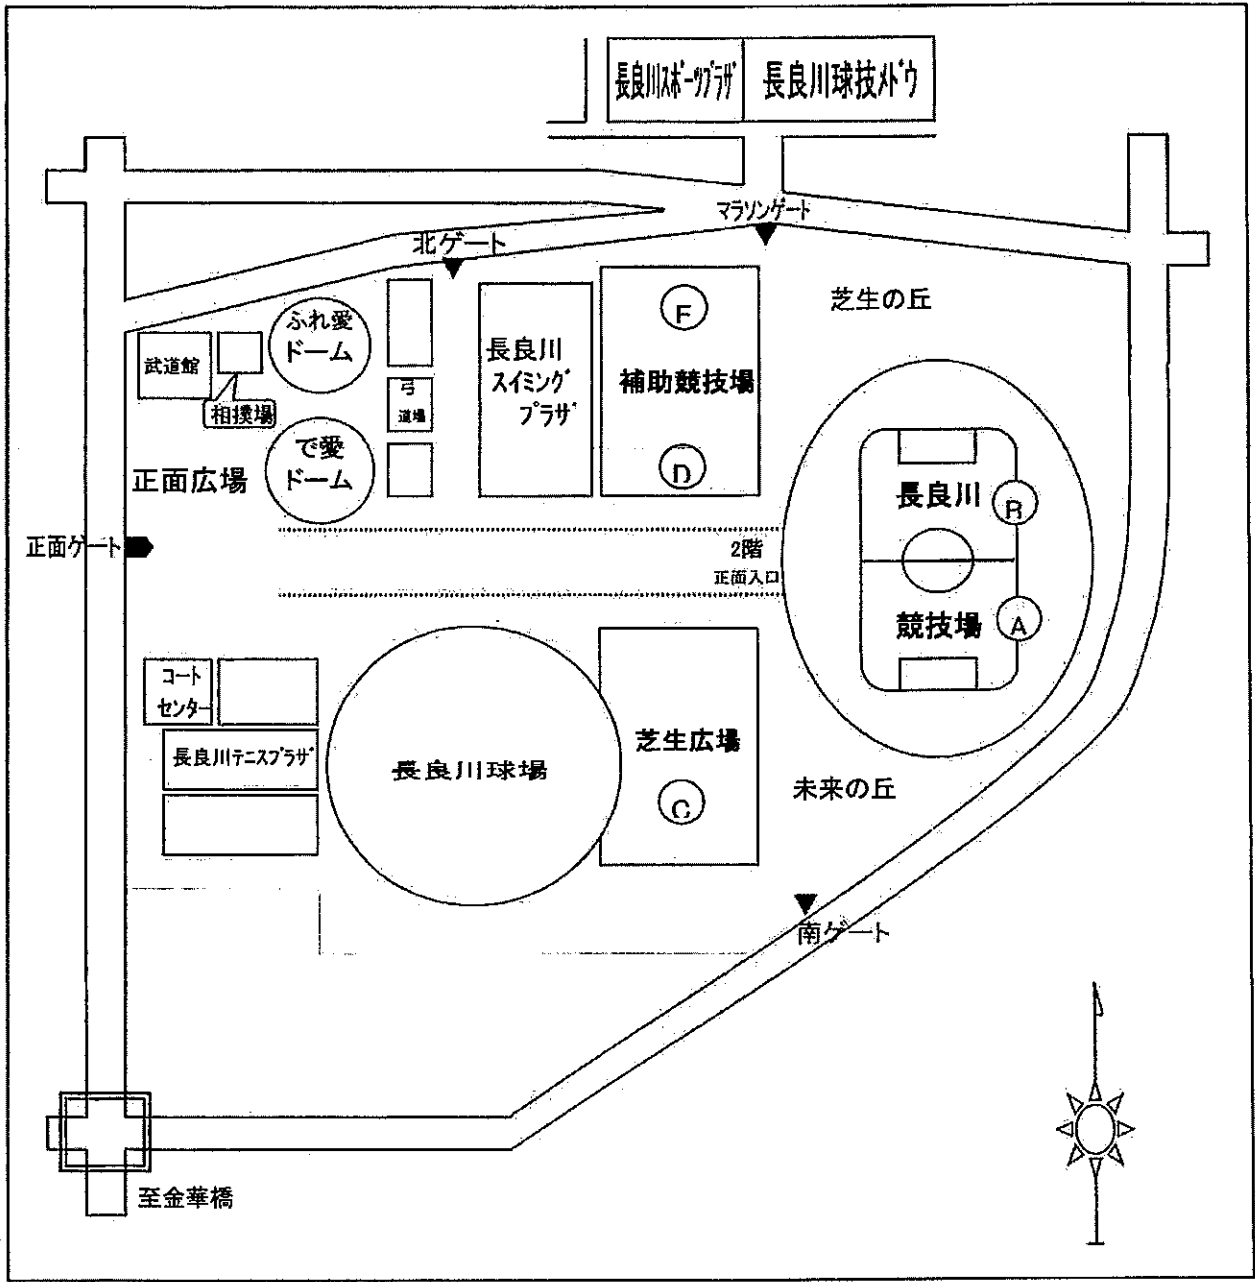 長良川スポーツプラザ
長良川球技メドウ
マラソンゲート
北ゲート
芝生の丘
ふれ愛
ドーム
武道館
相撲場
弓
道場
長良川
スイミング
プラザ
F
補助競技場
D
で愛
ドーム
正面広場
正面ゲート
2階
正面入口
長良川
B
競技場
A
コート
センター
長良川テニスプラザ
長良川球場
芝生広場
C
未来の丘
南ゲート
至金華橋